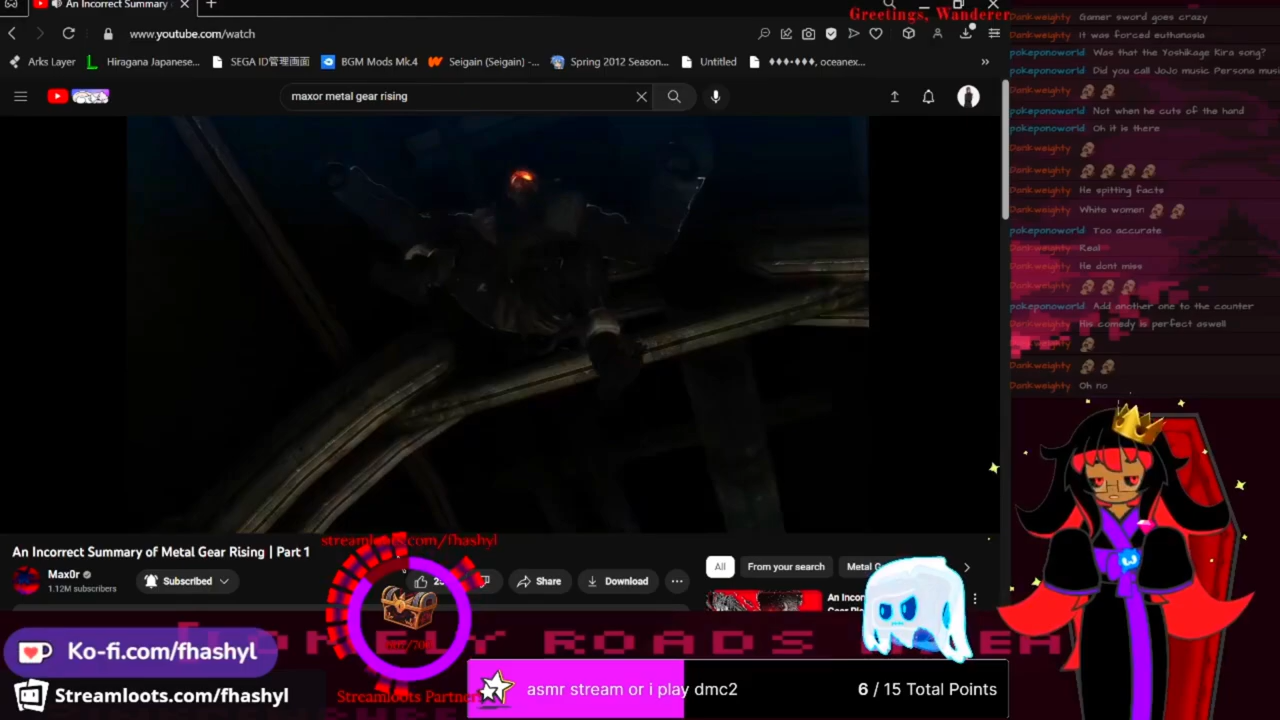 An Incorrect Summary
Greetings, Wanderer
www.youtube.com/watch
Arks Layer
Hiragana Japanese...
SEGA ID管理画面
BGM Mods Mk.4
Seigain (Seigain) -...
Spring 2012 Season...
Untitled
♦♦♦-♦♦♦, oceanex...
maxor metal gear rising
Dankweighty Gamer sword goes crazy
Dankweighty It was forced euthanasia
pokeponoworld Was that the Yoshikage Kira song?
pokeponoworld Did you call JoJo music Persona musi
Dankweighty
pokeponoworld Not when he cuts of the hand
pokeponoworld Oh it is there
Dankweighty
Dankweighty
Dankweighty He spitting facts
Dankweighty White women
pokeponoworld Too accurate
Dankweighty Real
Dankweighty He dont miss
Dankweighty
pokeponoworld Add another one to the counter
Dankweighty His comedy is perfect aswell
Dankweighty
Dankweighty Oh no
An Incorrect Summary of Metal Gear Rising | Part 1
Max0r
1.12M subscribers
Subscribed
streamloots.com/fhashyl
Share
Download
All
From your search
Metal G
An Incor
LONELY ROADS
Streamloots Partner
Ko-fi.com/fhashyl
Streamloots.com/fhashyl
asmr stream or i play dmc2
6 / 15 Total Points